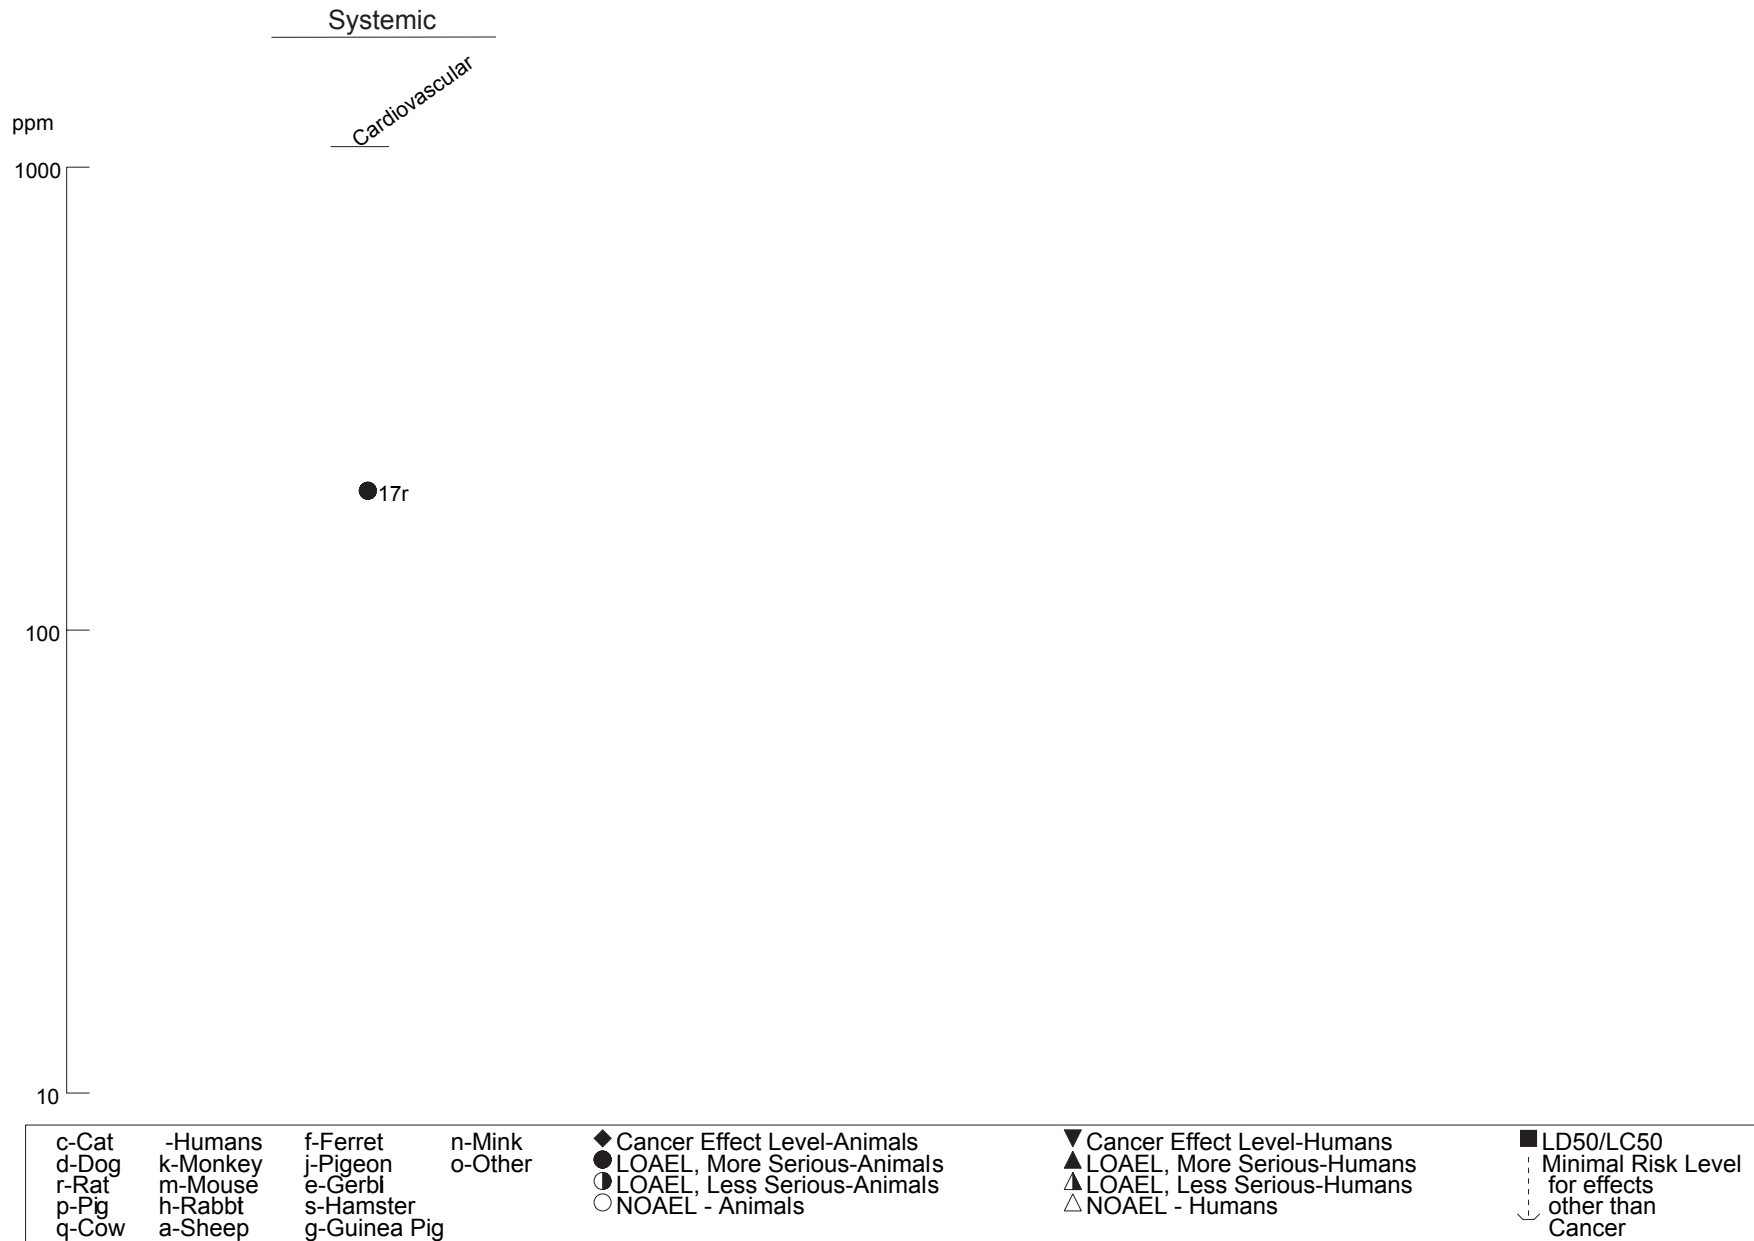 Systemic
Cardiovascular
ppm
1000
17r
100
10
c-Cat -Humans f-Ferret n-Mink ◆ Cancer Effect Level-Animals ▼ Cancer Effect Level-Humans ■ LD50/LC50
d-Dog k-Monkey j-Pigeon o-Other ● LOAEL, More Serious-Animals ▲ LOAEL, More Serious-Humans Minimal Risk Level
r-Rat m-Mouse e-Gerbl ◑ LOAEL, Less Serious-Animals ◮ LOAEL, Less Serious-Humans for effects
p-Pig h-Rabbt s-Hamster ○ NOAEL - Animals △ NOAEL - Humans other than
q-Cow a-Sheep g-Guinea Pig Cancer